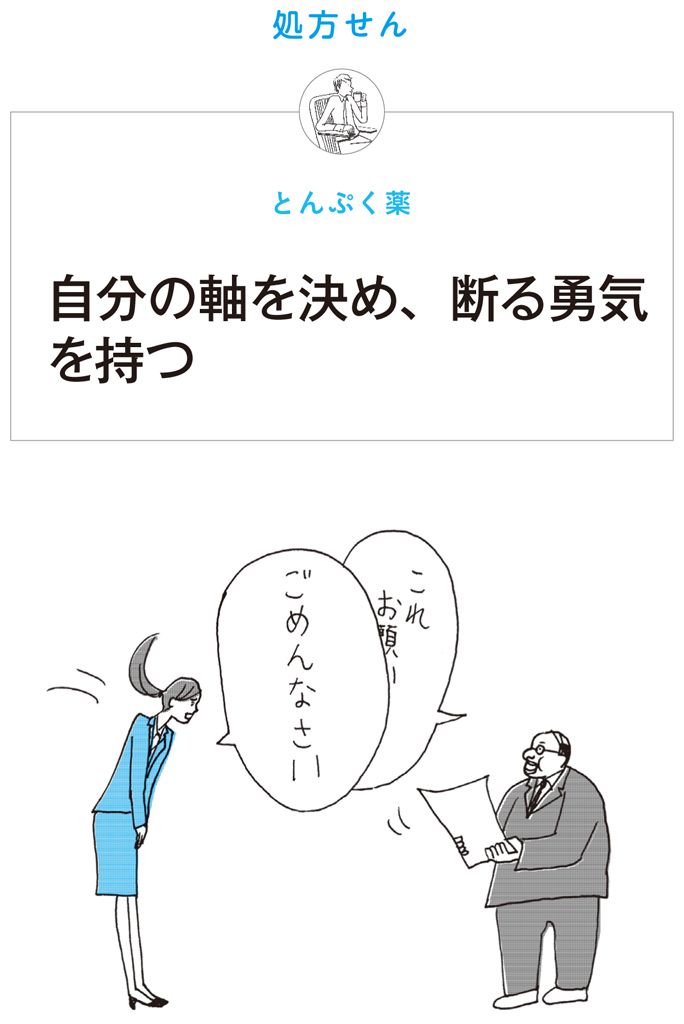 処方せん
とんぷく薬
自分の軸を決め、断る勇気
を持つ
これ
お願い
ごめんなさい